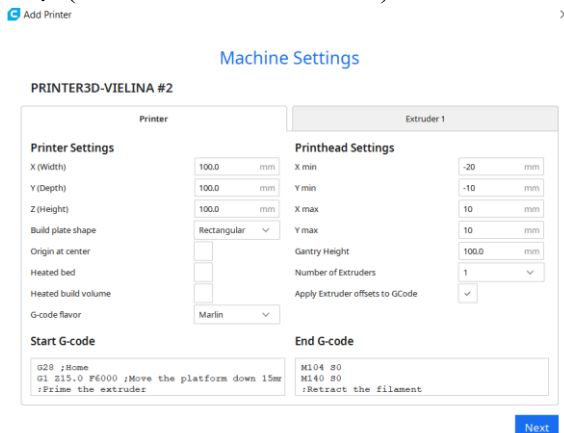 Add Printer
Machine Settings
PRINTER3D-VIELINA #2
Printer
Extruder 1
Printer Settings
X (Width) 100.0 mm
Y (Depth) 100.0 mm
Z (Height) 100.0 mm
Build plate shape Rectangular
Origin at center
Heated bed
Heated build volume
G-code flavor Marlin
Printhead Settings
X min -20 mm
Y min -10 mm
X max 10 mm
Y max 10 mm
Gantry Height 100.0 mm
Number of Extruders 1
Apply Extruder offsets to GCode
Start G-code
G28 ;Home
G1 Z15.0 F6000 ;Move the platform down 15m
;Prime the extruder
End G-code
M104 S0
M140 S0
;Retract the filament
Next